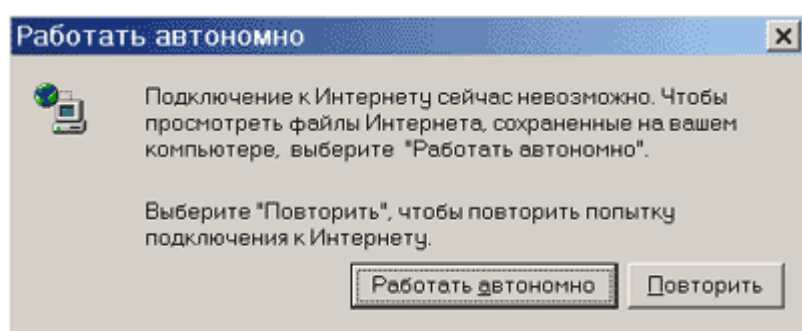 Работать автономно
Подключение к Интернету сейчас невозможно. Чтобы
просмотреть файлы Интернета, сохраненные на вашем
компьютере, выберите "Работать автономно".
Выберите "Повторить", чтобы повторить попытку
подключения к Интернету.
Работать автономно
Повторить